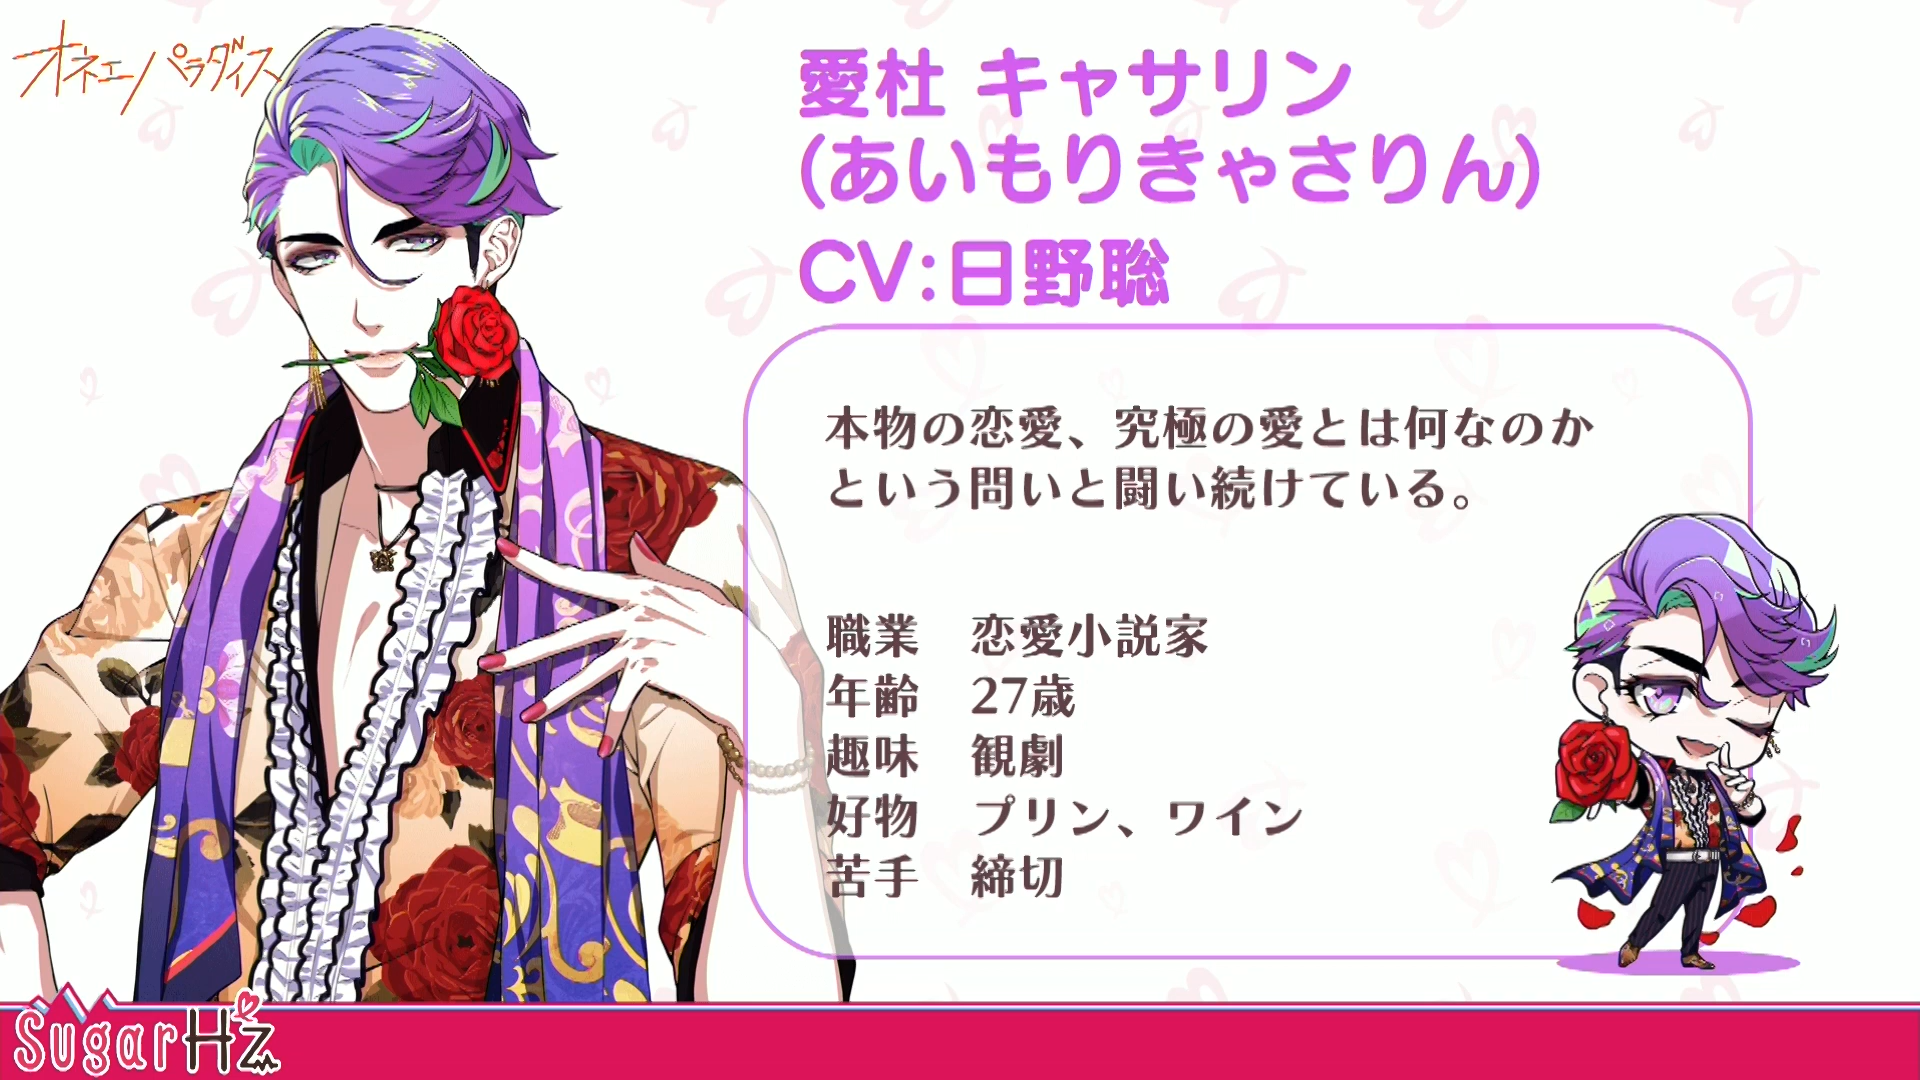 オネエパラダイス
愛杜 キャサリン
(あいもりきゃさりん)
CV:日野聡
本物の恋愛、究極の愛とは何なのか
という問いと闘い続けている。
職業 恋愛小説家
年齢 27歳
趣味 観劇
好物 プリン、ワイン
苦手 締切
SugarHz